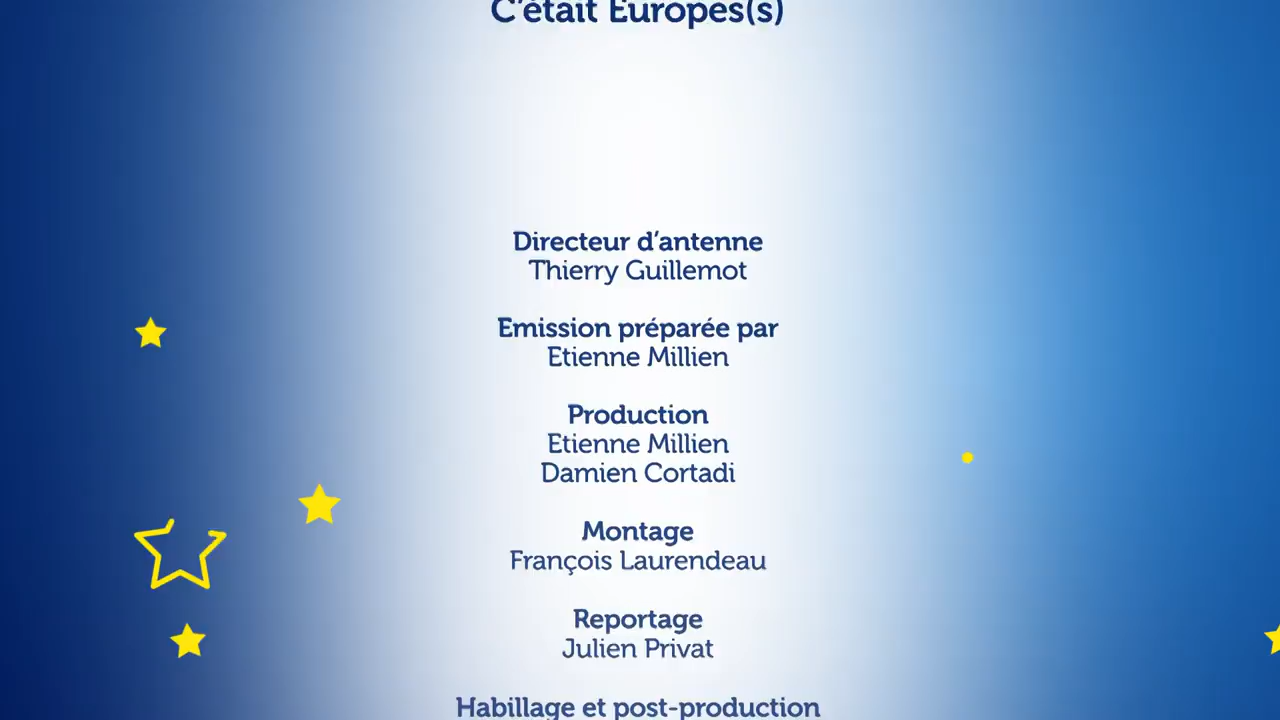 C'était Europes(s)
Directeur d'antenne
Thierry Guillemot
Emission préparée par
Etienne Millien
Production
Etienne Millien
Damien Cortadi
Montage
François Laurendeau
Reportage
Julien Privat
Habillage et post-production